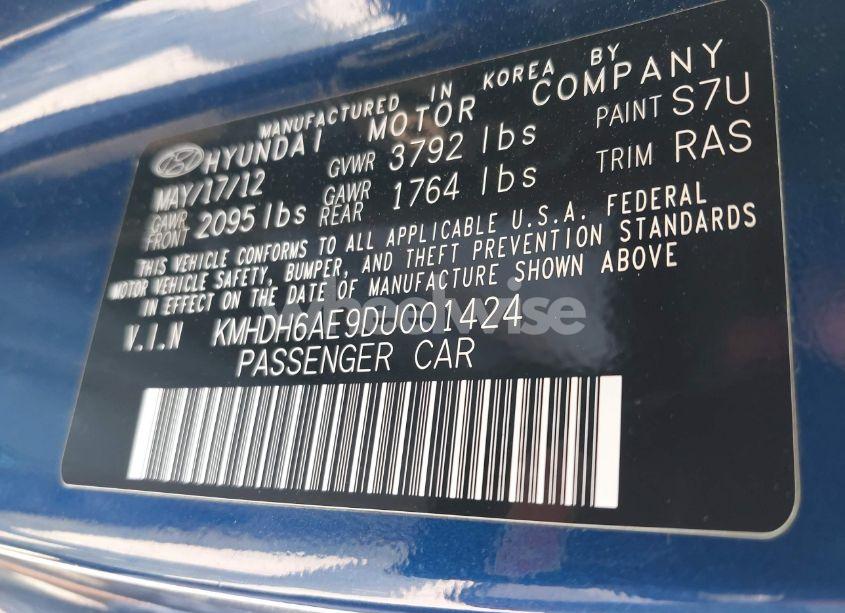 MANUFACTURED IN KOREA BY
HYUNDAI MOTOR COMPANY
MAY/17/12 GVWR 3792 lbs PAINT S7U
GAWR FRONT 2095 lbs GAWR REAR 1764 lbs TRIM RAS
THIS VEHICLE CONFORMS TO ALL APPLICABLE U.S.A. FEDERAL
MOTOR VEHICLE SAFETY, BUMPER, AND THEFT PREVENTION STANDARDS
IN EFFECT ON THE DATE OF MANUFACTURE SHOWN ABOVE
V.I.N KMHDH6AE9DU001424
PASSENGER CAR
wheelwise